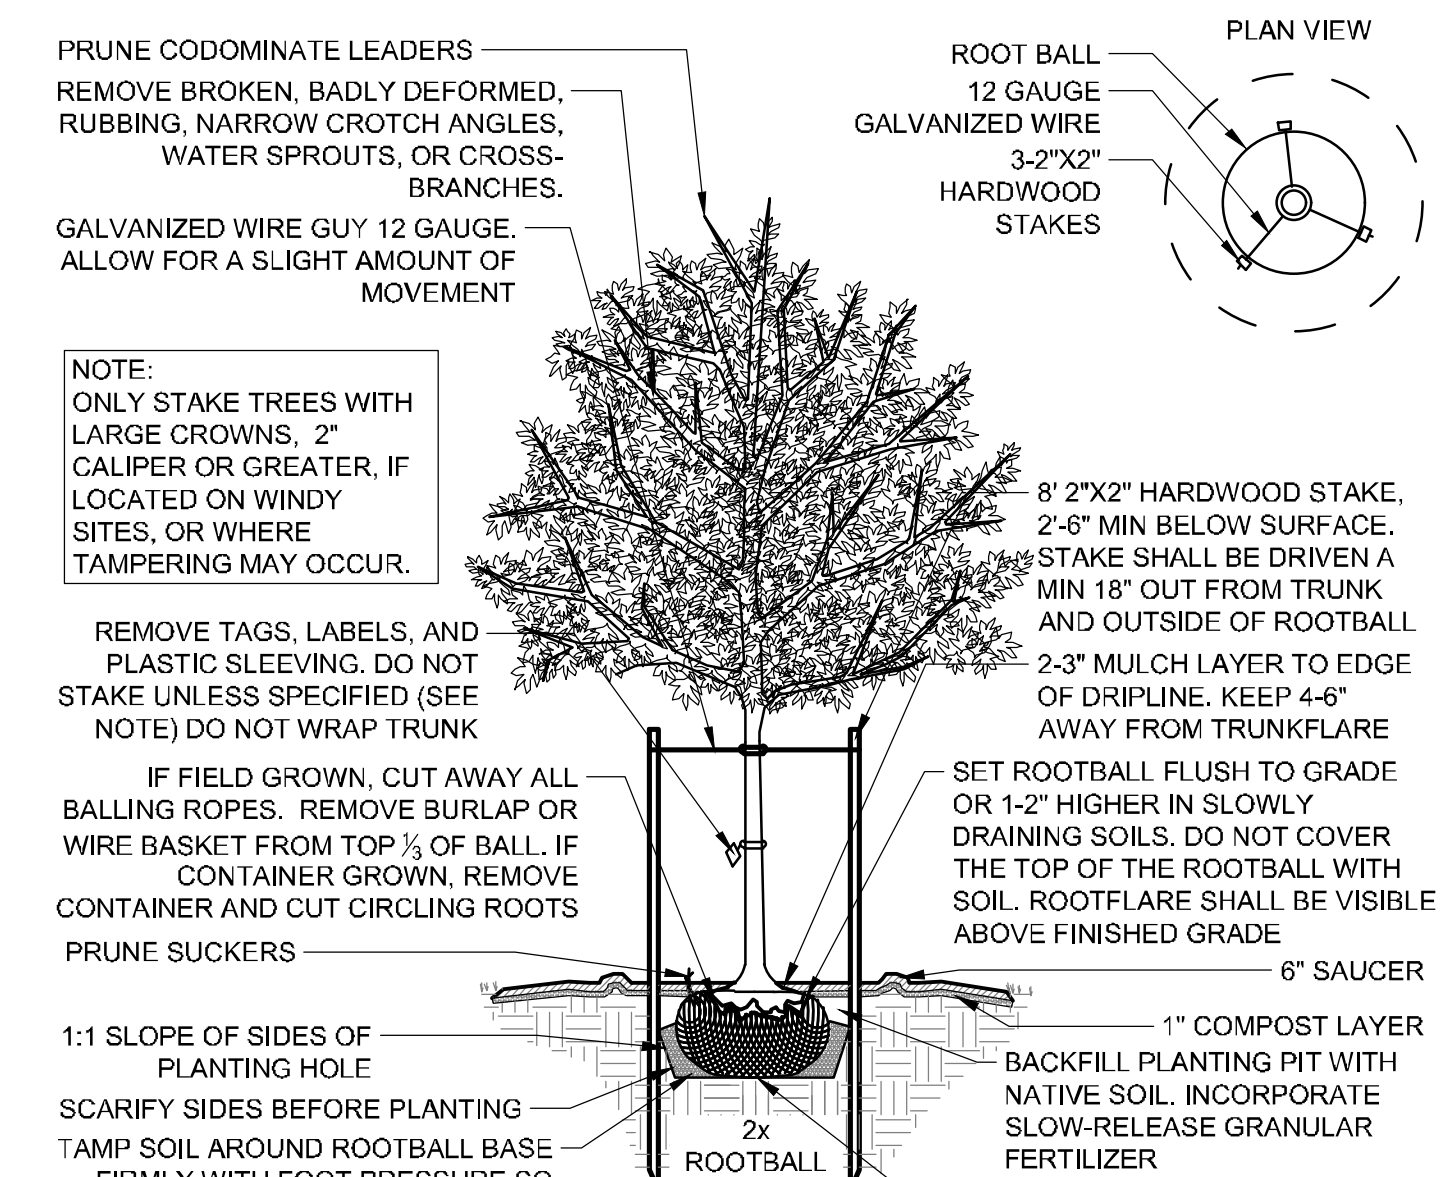 PRUNE CODOMINATE LEADERS
REMOVE BROKEN, BADLY DEFORMED,
RUBBING, NARROW CROTCH ANGLES,
WATER SPROUTS, OR CROSS-
BRANCHES.
GALVANIZED WIRE GUY 12 GAUGE.
ALLOW FOR A SLIGHT AMOUNT OF
MOVEMENT
NOTE:
ONLY STAKE TREES WITH
LARGE CROWNS, 2"
CALIPER OR GREATER, IF
LOCATED ON WINDY
SITES, OR WHERE
TAMPERING MAY OCCUR.
REMOVE TAGS, LABELS, AND
PLASTIC SLEEVING. DO NOT
STAKE UNLESS SPECIFIED (SEE
NOTE) DO NOT WRAP TRUNK
IF FIELD GROWN, CUT AWAY ALL
BALLING ROPES. REMOVE BURLAP OR
WIRE BASKET FROM TOP ⅓ OF BALL. IF
CONTAINER GROWN, REMOVE
CONTAINER AND CUT CIRCLING ROOTS
PRUNE SUCKERS
1:1 SLOPE OF SIDES OF
PLANTING HOLE
SCARIFY SIDES BEFORE PLANTING
TAMP SOIL AROUND ROOTBALL BASE
FIRMLY WITH FOOT PRESSURE SO
2x
ROOTBALL
PLAN VIEW
ROOT BALL
12 GAUGE
GALVANIZED WIRE
3-2"X2"
HARDWOOD
STAKES
8' 2"X2" HARDWOOD STAKE,
2'-6" MIN BELOW SURFACE.
STAKE SHALL BE DRIVEN A
MIN 18" OUT FROM TRUNK
AND OUTSIDE OF ROOTBALL
2-3" MULCH LAYER TO EDGE
OF DRIPLINE. KEEP 4-6"
AWAY FROM TRUNKFLARE
SET ROOTBALL FLUSH TO GRADE
OR 1-2" HIGHER IN SLOWLY
DRAINING SOILS. DO NOT COVER
THE TOP OF THE ROOTBALL WITH
SOIL. ROOTFLARE SHALL BE VISIBLE
ABOVE FINISHED GRADE
6" SAUCER
1" COMPOST LAYER
BACKFILL PLANTING PIT WITH
NATIVE SOIL. INCORPORATE
SLOW-RELEASE GRANULAR
FERTILIZER